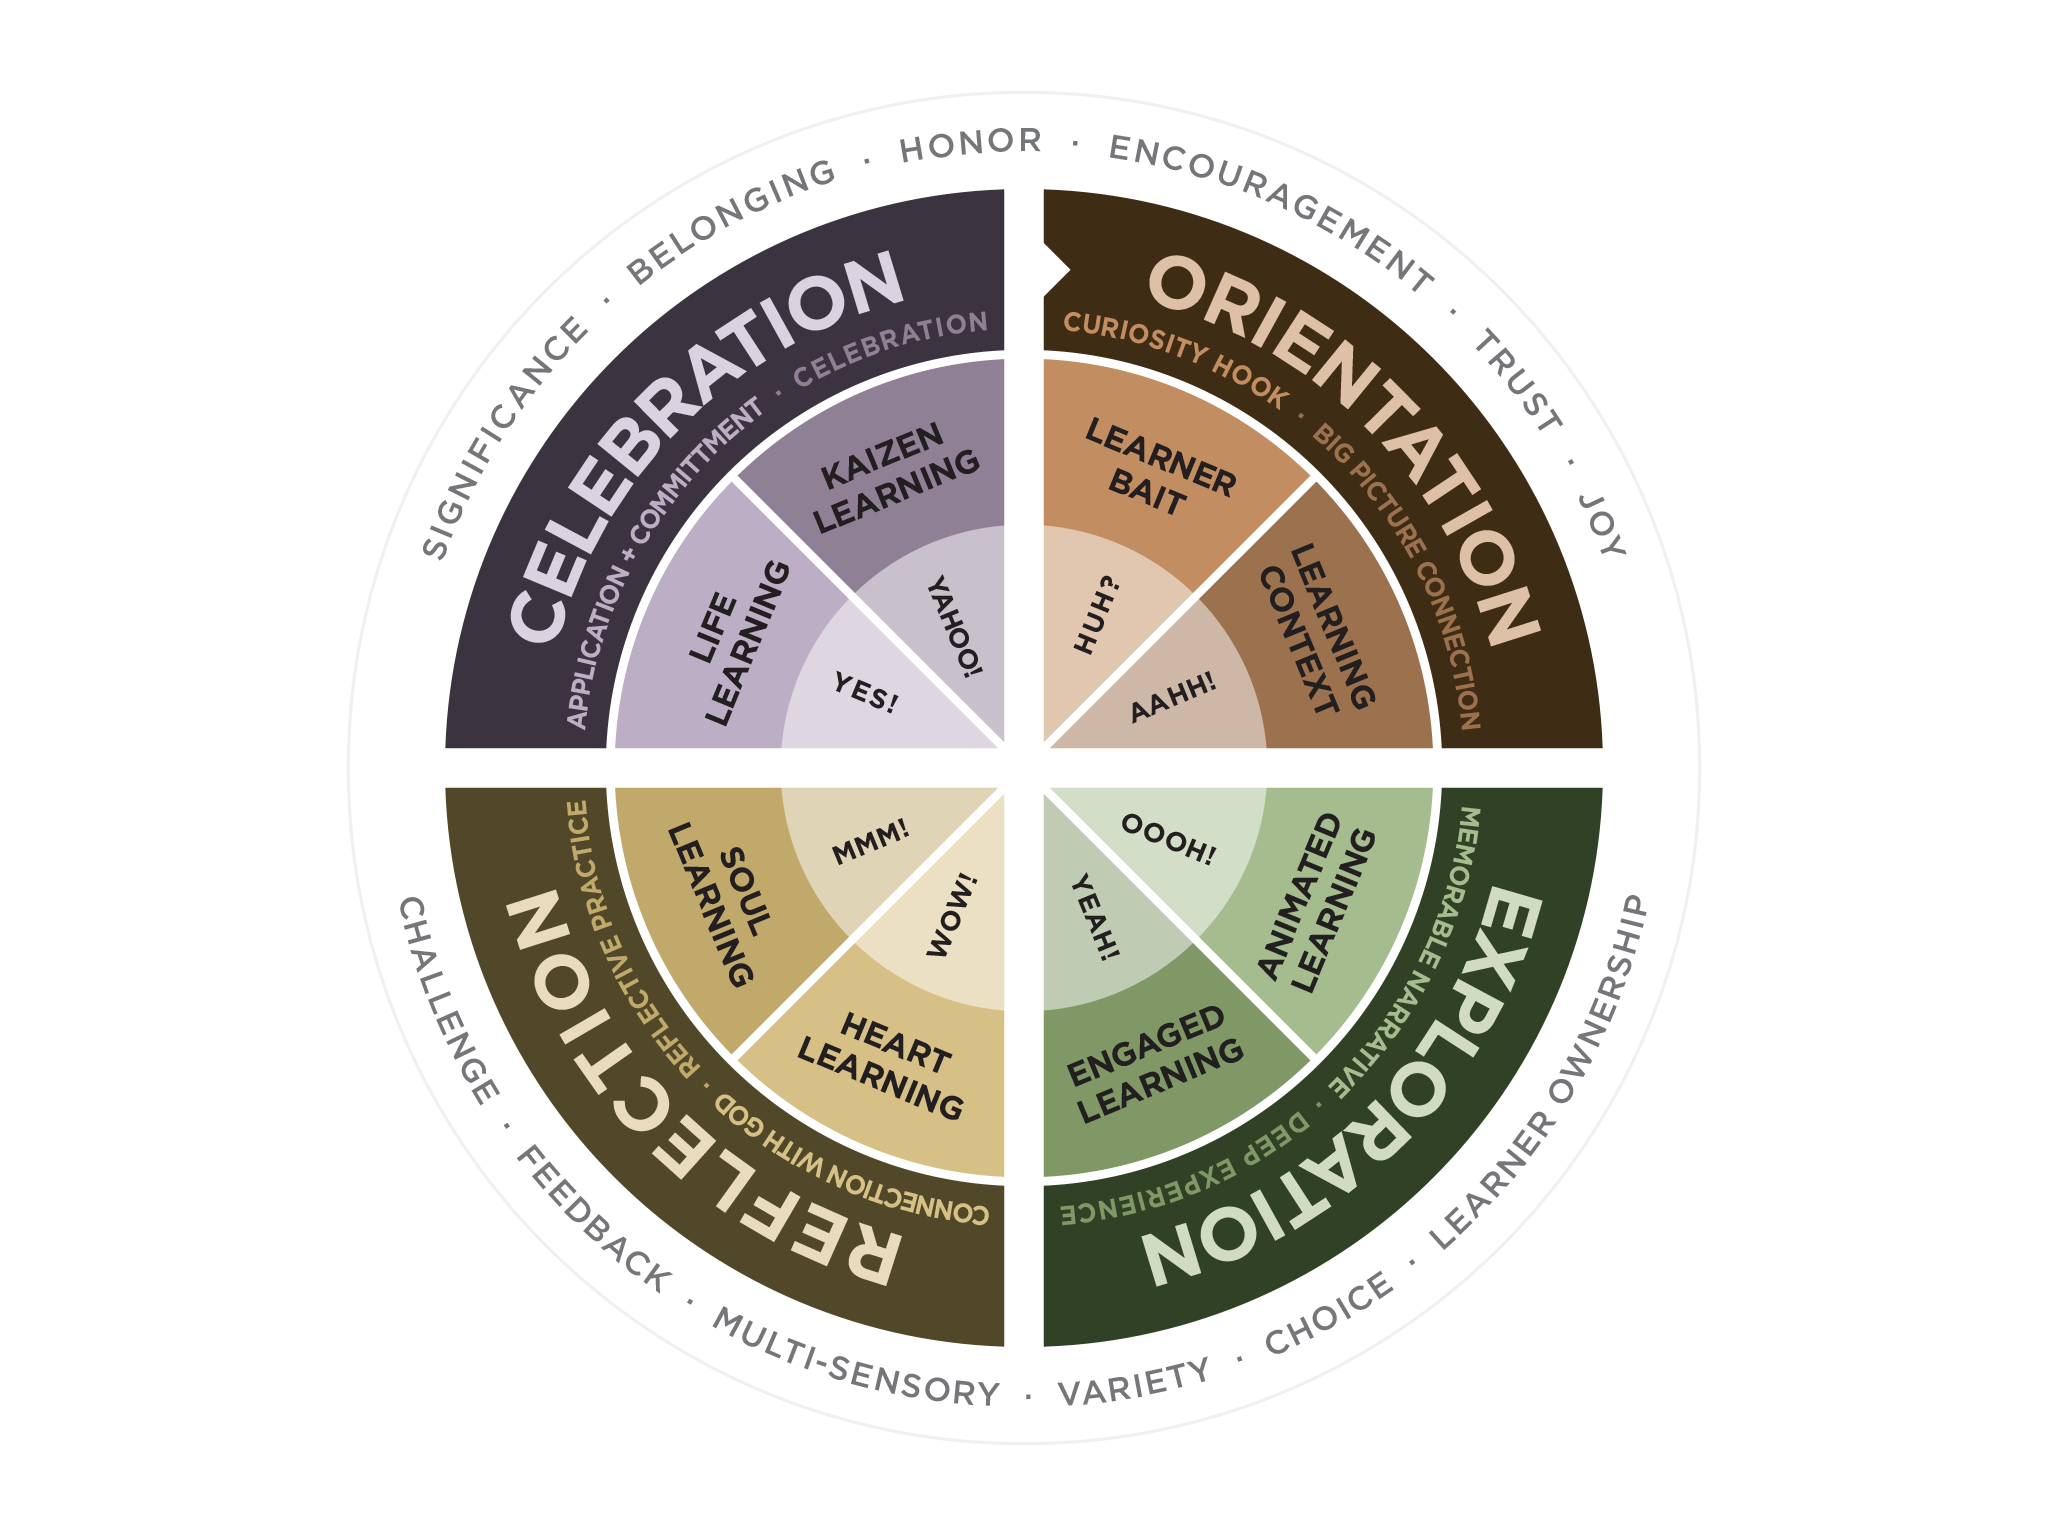 SIGNIFICANCE · BELONGING · HONOR · ENCOURAGEMENT · TRUST · JOY
ORIENTATION
CURIOSITY HOOK · BIG PICTURE CONNECTION
LEARNER
BAIT
HUH?
LEARNING
CONTEXT
AAHH!
EXPLORATION
MEMORABLE NARRATIVE · DEEP EXPERIENCE
ANIMATED
LEARNING
OOOH!
ENGAGED
LEARNING
YEAH!
REFLECTION
CONNECTION WITH GOD · REFLECTIVE PRACTICE
HEART
LEARNING
WOW!
SOUL
LEARNING
MMM!
CELEBRATION
APPLICATION + COMMITTMENT · CELEBRATION
LIFE
LEARNING
YES!
KAIZEN
LEARNING
YAHOO!
CHALLENGE · FEEDBACK · MULTI-SENSORY · VARIETY · CHOICE · LEARNER OWNERSHIP